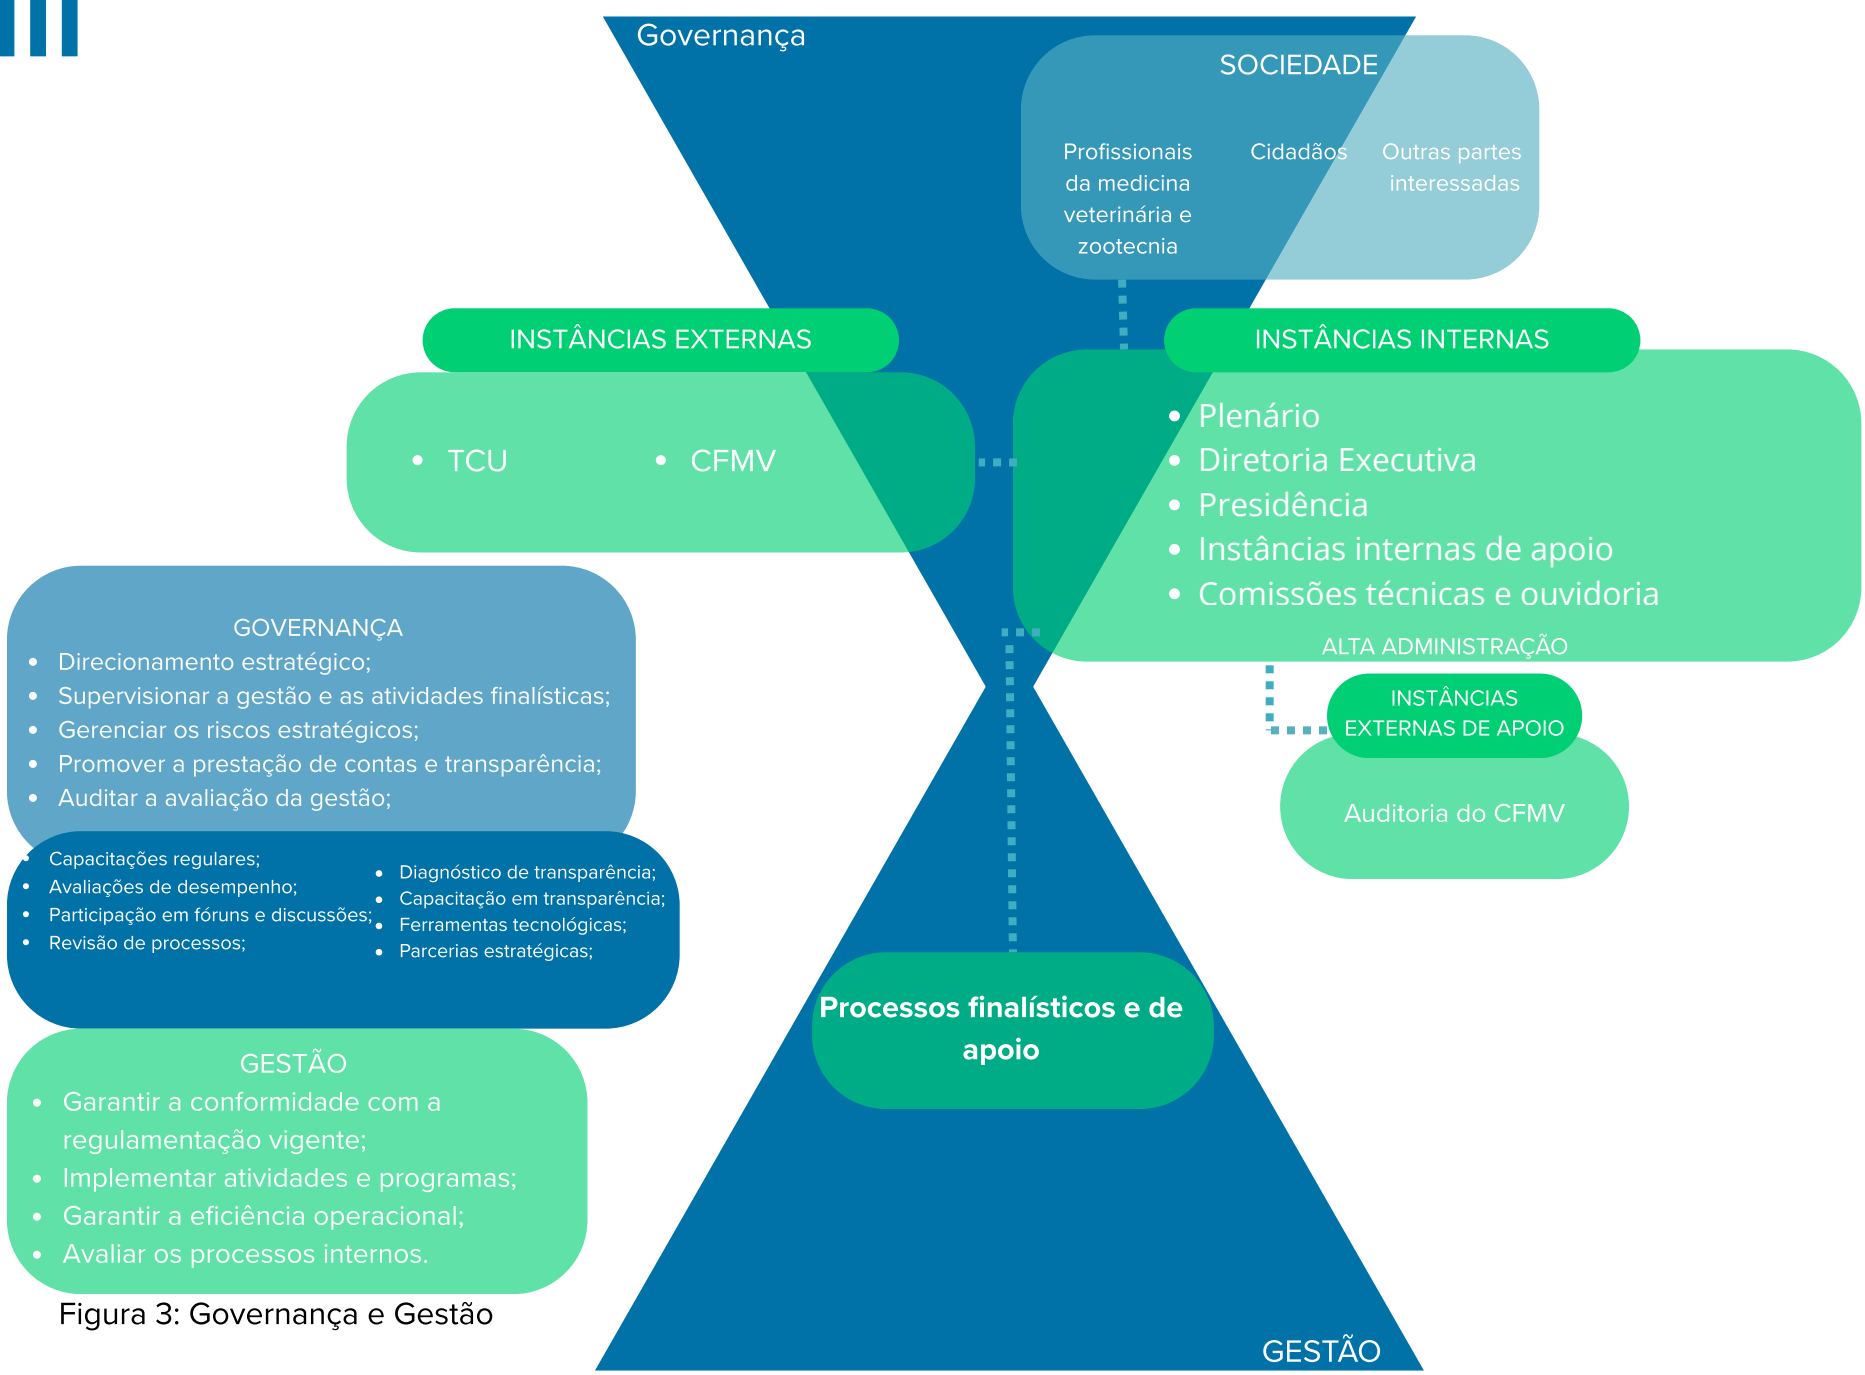 Governança
SOCIEDADE
Profissionais
da medicina
veterinária e
zootecnia
Cidadãos
Outras partes
interessadas
INSTÂNCIAS EXTERNAS
• TCU
• CFMV
INSTÂNCIAS INTERNAS
• Plenário
• Diretoria Executiva
• Presidência
• Instâncias internas de apoio
• Comissões técnicas e ouvidoria
ALTA ADMINISTRAÇÃO
INSTÂNCIAS
EXTERNAS DE APOIO
Auditoria do CFMV
GOVERNANÇA
• Direcionamento estratégico;
• Supervisionar a gestão e as atividades finalísticas;
• Gerenciar os riscos estratégicos;
• Promover a prestação de contas e transparência;
• Auditar a avaliação da gestão;
• Capacitações regulares;
• Avaliações de desempenho;
• Participação em fóruns e discussões;
• Revisão de processos;
• Diagnóstico de transparência;
• Capacitação em transparência;
• Ferramentas tecnológicas;
• Parcerias estratégicas;
Processos finalísticos e de
apoio
GESTÃO
• Garantir a conformidade com a
regulamentação vigente;
• Implementar atividades e programas;
• Garantir a eficiência operacional;
• Avaliar os processos internos.
Figura 3: Governança e Gestão
GESTÃO